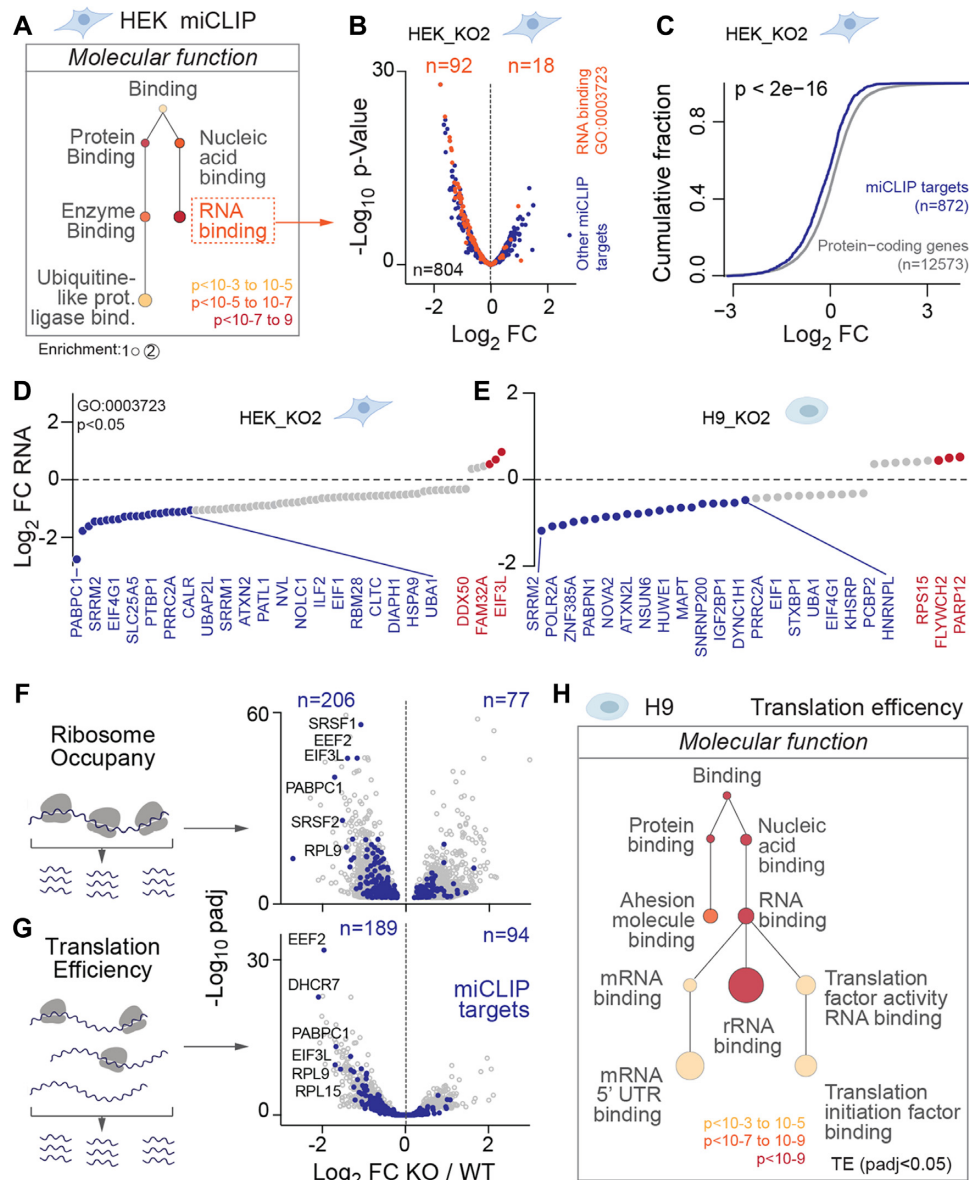 A
HEK miCLIP
Molecular function
Binding
Protein
Binding
Nucleic
acid
binding
Enzyme
Binding
RNA
binding
Ubiquitine-
like prot.
ligase bind.
p<10-3 to 10-5
p<10-5 to 10-7
p<10-7 to 9
Enrichment:1 2
B
HEK_KO2
n=92
n=18
30
0
-Log10 p-Value
n=804
-2
0
2
Log2 FC
RNA binding
GO:0003723
Other miCLIP
targets
C
HEK_KO2
p < 2e-16
Cumulative fraction
0.8
0.4
0.0
miCLIP targets
(n=872)
Protein-coding genes
(n=12573)
-3
0
4
Log2 FC
D
GO:0003723
p<0.05
HEK_KO2
Log2 FC RNA
2
0
-2
PABPC1
SRRM2
EIF4G1
SLC25A5
PTBP1
PRRC2A
CALR
UBAP2L
SRRM1
ATXN2
PATL1
NVL
NOLC1
ILF2
EIF1
RBM28
CLTC
DIAPH1
HSPA9
UBA1
DDX50
FAM32A
EIF3L
E
H9_KO2
2
0
-2
SRRM2
POLR2A
ZNF385A
PABPN1
NOVA2
ATXN2L
NSUN6
HUWE1
MAPT
SNRNP200
IGF2BP1
DYNC1H1
PRRC2A
EIF1
STXBP1
UBA1
EIF4G1
KHSRP
PCBP2
HNRNPL
RPS15
FLYWCH2
PARP12
F
Ribosome
Occupany
n=206
n=77
60
0
SRSF1
EEF2
EIF3L
PABPC1
SRSF2
RPL9
-Log10 padj
G
Translation
Efficiency
n=189
n=94
30
0
EEF2
DHCR7
PABPC1
EIF3L
RPL9
RPL15
miCLIP
targets
-2
0
2
Log2 FC KO / WT
H
H9
Translation efficency
Molecular function
Binding
Protein
binding
Nucleic
acid binding
Ahesion
molecule
binding
RNA
binding
mRNA
binding
rRNA
binding
Translation
factor activity
RNA binding
mRNA
5' UTR
binding
Translation
initiation factor
binding
p<10-3 to 10-5
p<10-7 to 10-9
p<10-9
TE (padj<0.05)